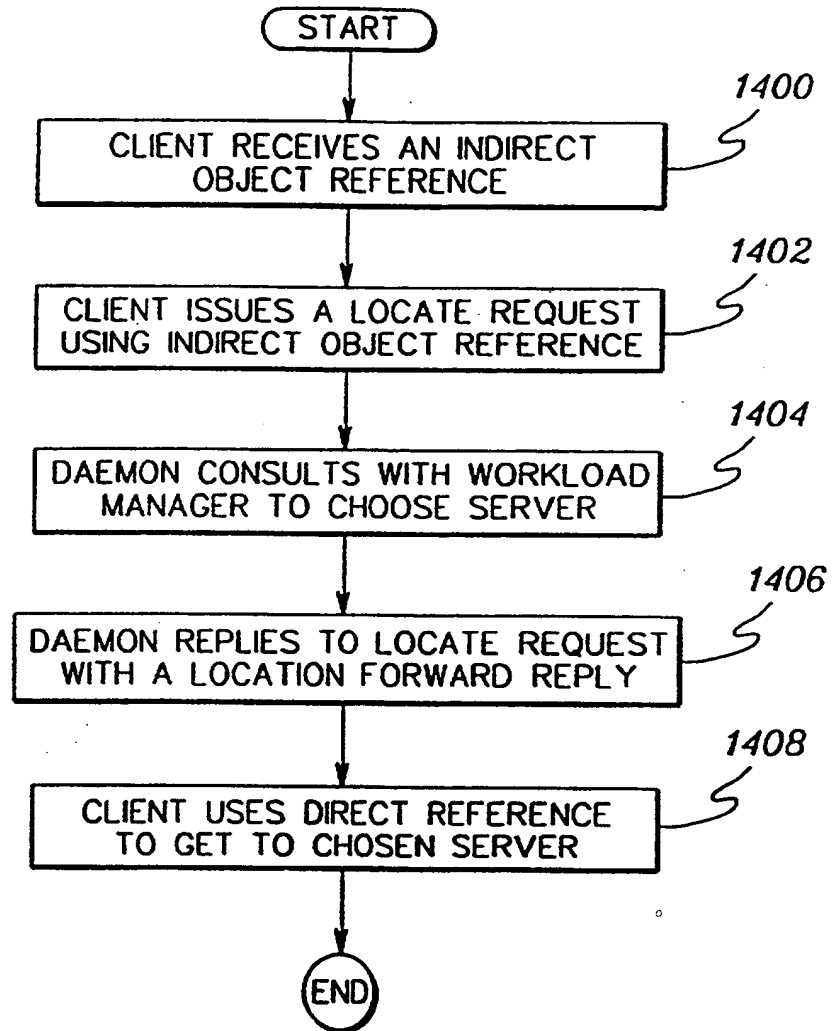 START
1400
CLIENT RECEIVES AN INDIRECT
OBJECT REFERENCE
1402
CLIENT ISSUES A LOCATE REQUEST
USING INDIRECT OBJECT REFERENCE
1404
DAEMON CONSULTS WITH WORKLOAD
MANAGER TO CHOOSE SERVER
1406
DAEMON REPLIES TO LOCATE REQUEST
WITH A LOCATION FORWARD REPLY
1408
CLIENT USES DIRECT REFERENCE
TO GET TO CHOSEN SERVER
END